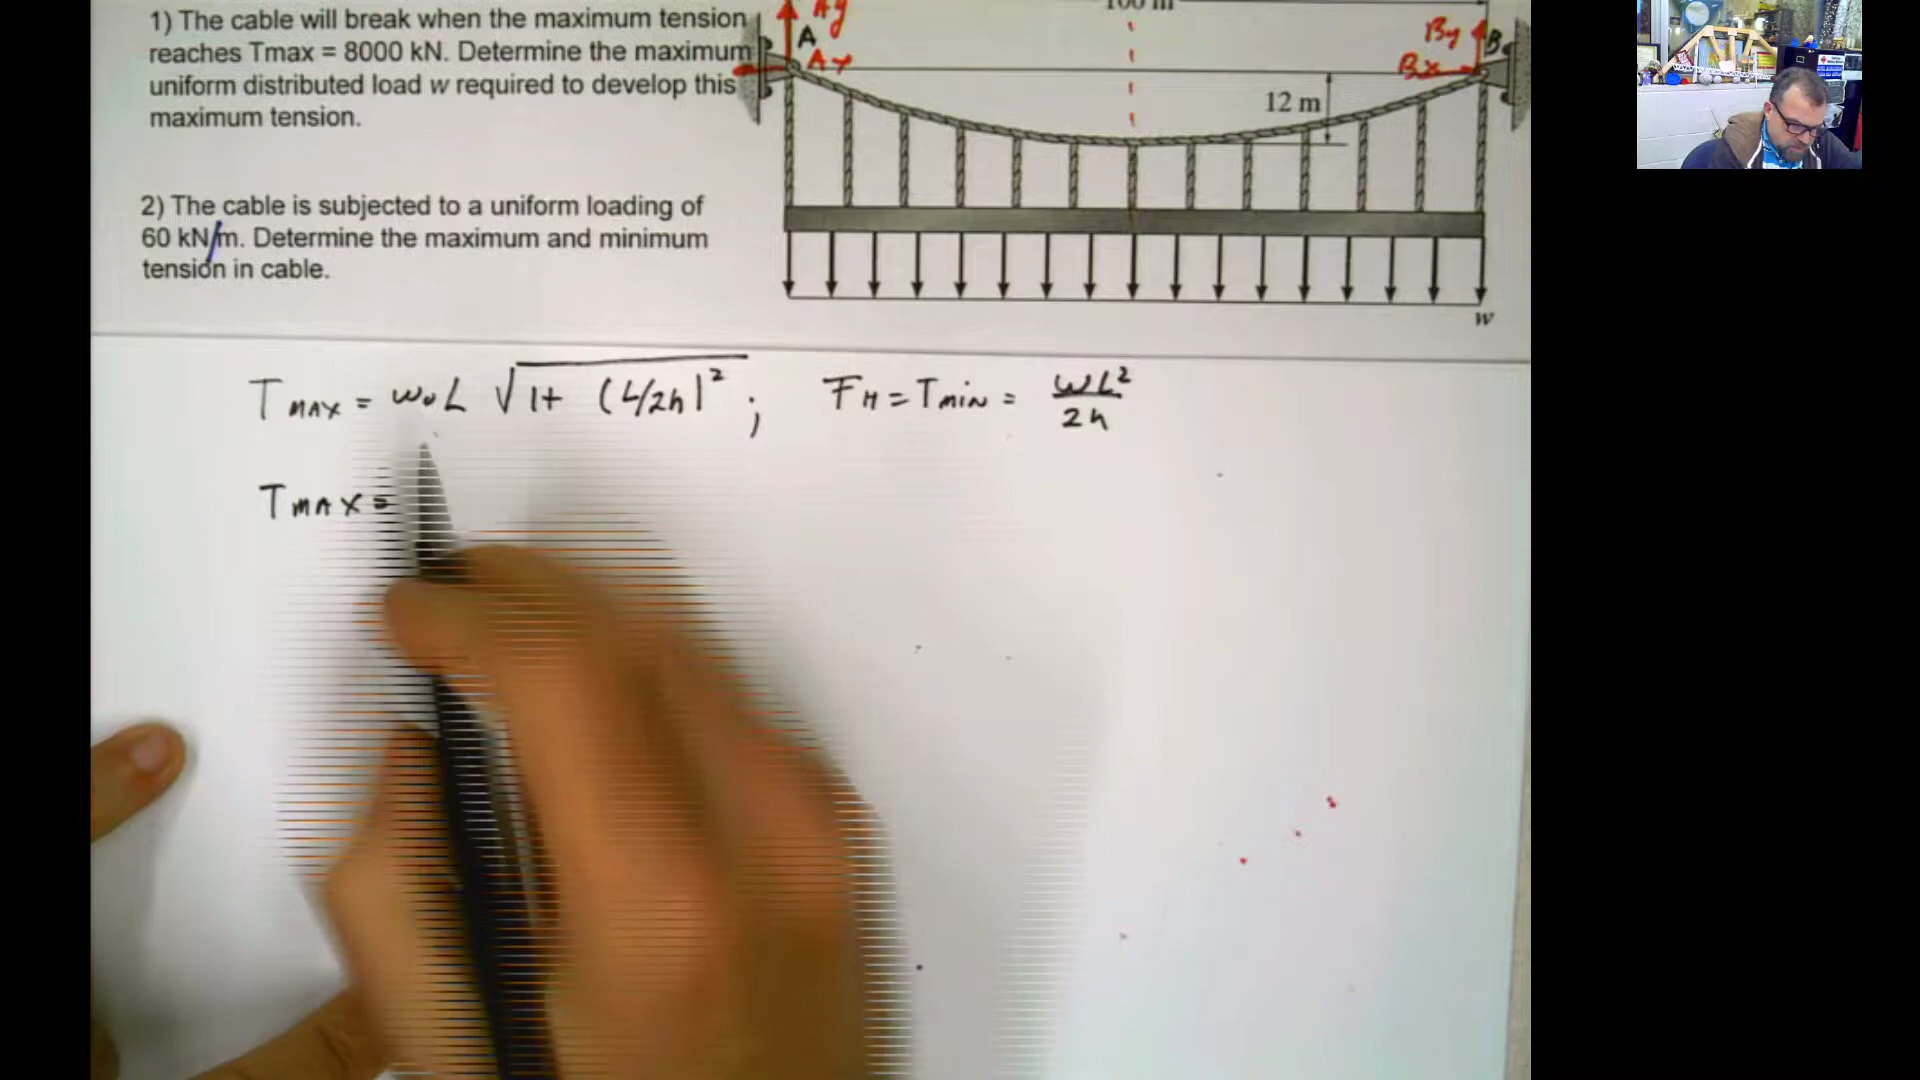 1) The cable will break when the maximum tension
reaches Tmax = 8000 kN. Determine the maximum
uniform distributed load w required to develop this
maximum tension.
2) The cable is subjected to a uniform loading of
60 kN/m. Determine the maximum and minimum
tension in cable.
100 m
Ay
A
Ax
By
B
Bx
12 m
w
TMAX = w₀L √1+ (L/2h)² ; FH = Tmin = wL²/2h
TMAX =